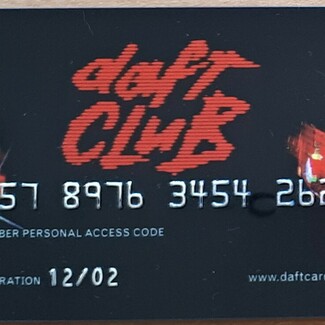 daft
CLUB
57 8976 3454 262
BER PERSONAL ACCESS CODE
RATION 12/02
www.daftcar